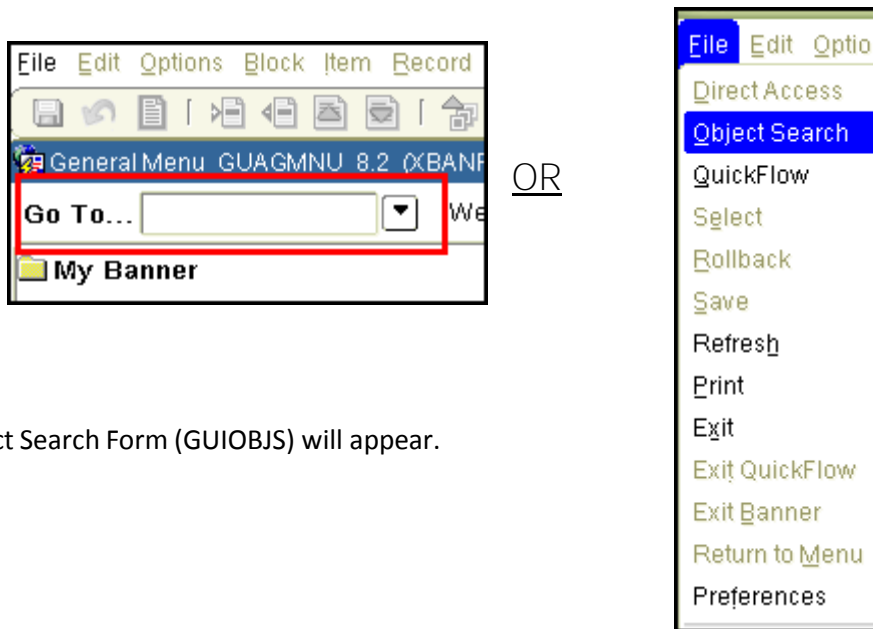 File Edit Options Block Item Record
General Menu GUAGMNU 8.2 (XBANF
Go To...
We
My Banner
OR
ct Search Form (GUIOBJS) will appear.
File Edit Optio
Direct Access
Object Search
QuickFlow
Select
Rollback
Save
Refresh
Print
Exit
Exit QuickFlow
Exit Banner
Return to Menu
Preferences